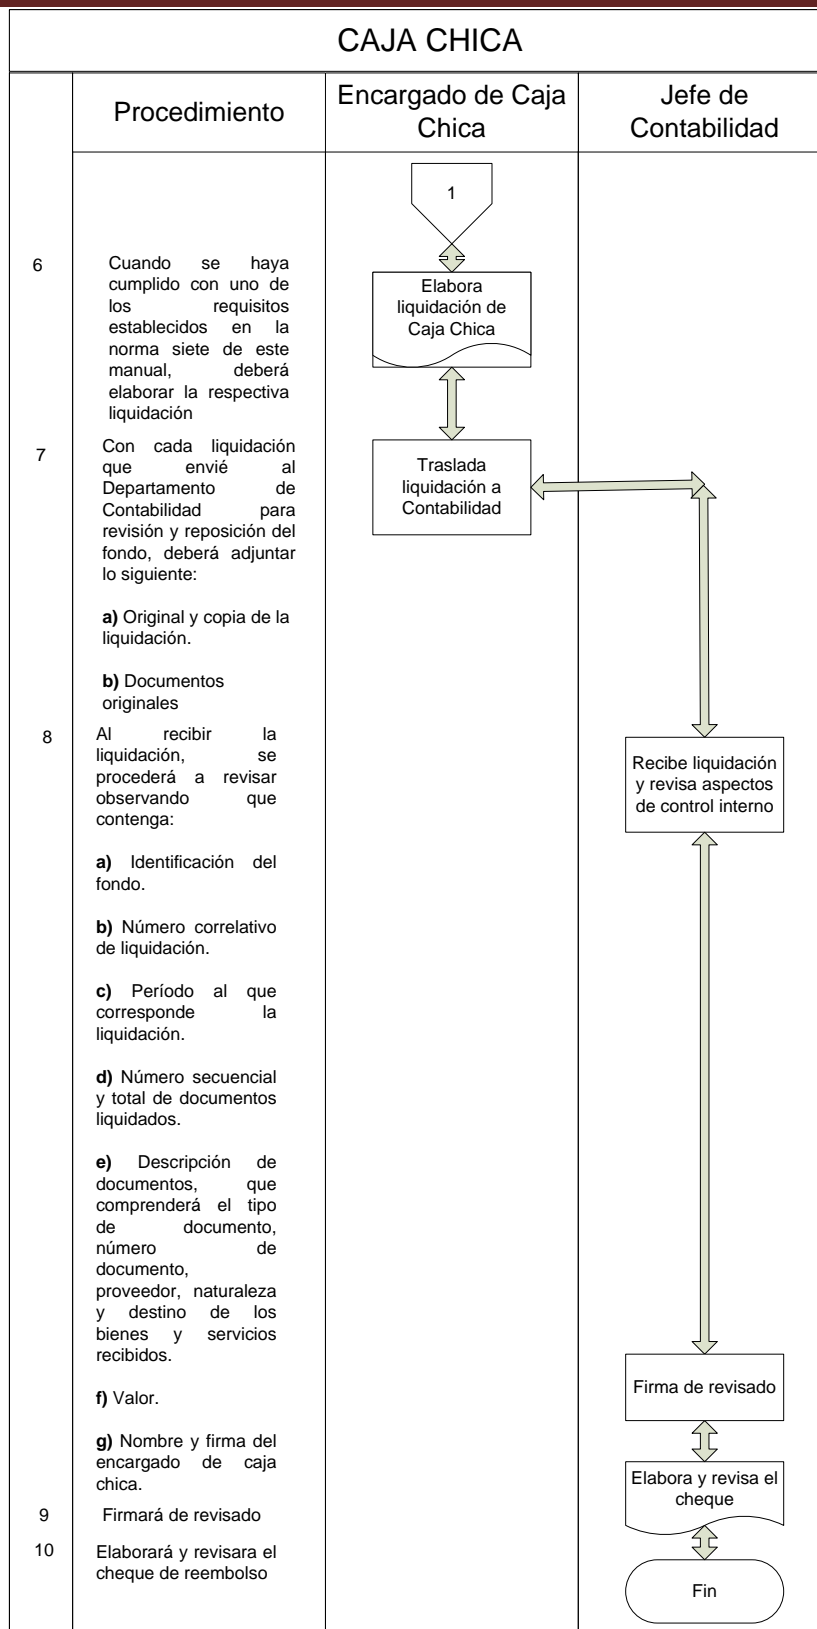 CAJA CHICA
Procedimiento
Encargado de Caja
Chica
Jefe de
Contabilidad
1
6
Cuando se haya
cumplido con uno de
los requisitos
establecidos en la
norma siete de este
manual, deberá
elaborar la respectiva
liquidación
Elabora
liquidación de
Caja Chica
7
Con cada liquidación
que envié al
Departamento de
Contabilidad para
revisión y reposición del
fondo, deberá adjuntar
lo siguiente:
a) Original y copia de la
liquidación.
b) Documentos
originales
Traslada
liquidación a
Contabilidad
8
Al recibir la
liquidación, se
procederá a revisar
observando que
contenga:
a) Identificación del
fondo.
b) Número correlativo
de liquidación.
c) Período al que
corresponde la
liquidación.
d) Número secuencial
y total de documentos
liquidados.
e) Descripción de
documentos, que
comprenderá el tipo
de documento,
número de
documento,
proveedor, naturaleza
y destino de los
bienes y servicios
recibidos.
f) Valor.
g) Nombre y firma del
encargado de caja
chica.
Recibe liquidación
y revisa aspectos
de control interno
9
Firmará de revisado
Firma de revisado
10
Elaborará y revisara el
cheque de reembolso
Elabora y revisa el
cheque
Fin